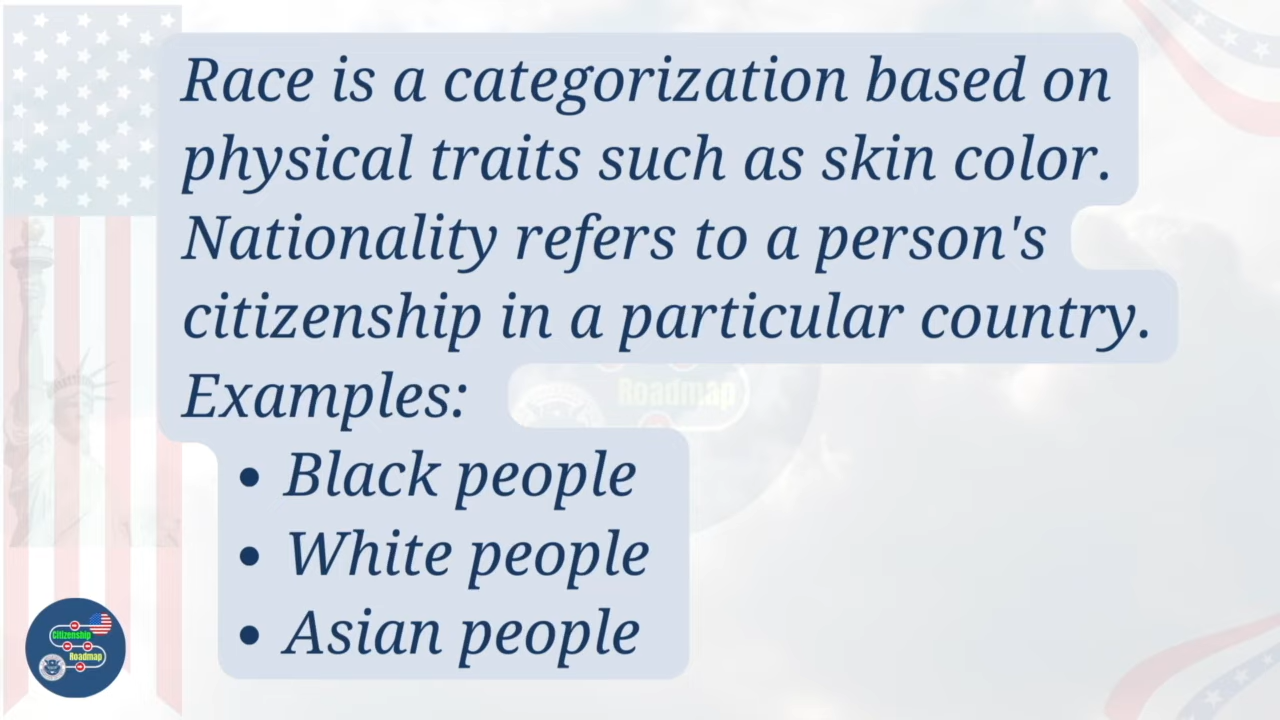 Race is a categorization based on
physical traits such as skin color.
Nationality refers to a person's
citizenship in a particular country.
Examples:
• Black people
• White people
• Asian people
Roadmap
Citizenship
Roadmap